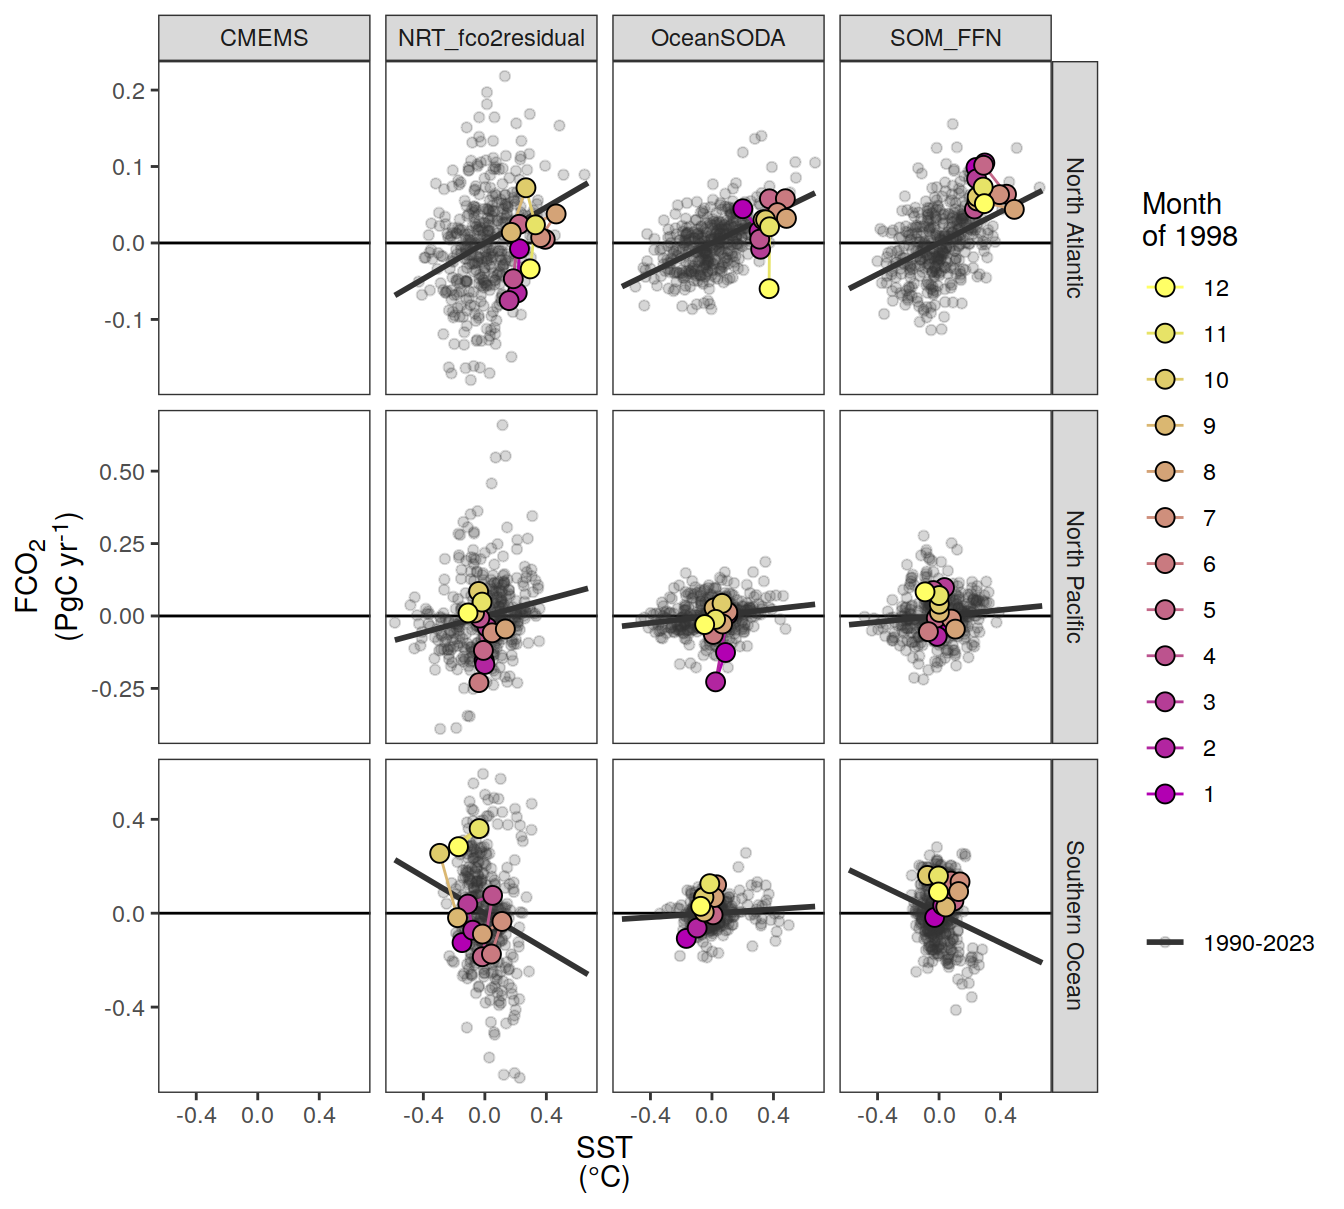 CMEMS NRT_fco2residual OceanSODA SOM_FFN
0.2
0.1
0.0
-0.1
North Atlantic
0.50
0.25
0.00
-0.25
North Pacific
0.4
0.0
-0.4
Southern Ocean
FCO2
(PgC yr-1)
-0.4 0.0 0.4 -0.4 0.0 0.4 -0.4 0.0 0.4 -0.4 0.0 0.4
SST
(°C)
Month
of 1998
12
11
10
9
8
7
6
5
4
3
2
1
1990-2023